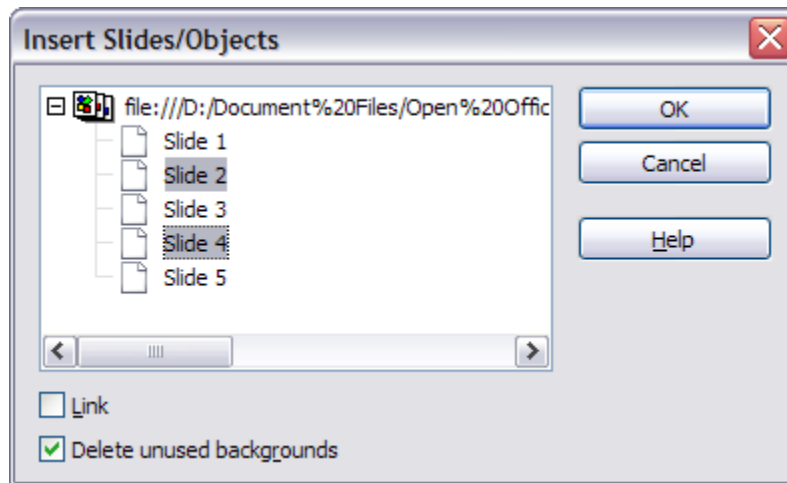 Insert Slides/Objects
file:///D:/Document%20Files/Open%20Offic
Slide 1
Slide 2
Slide 3
Slide 4
Slide 5
OK
Cancel
Help
Link
Delete unused backgrounds